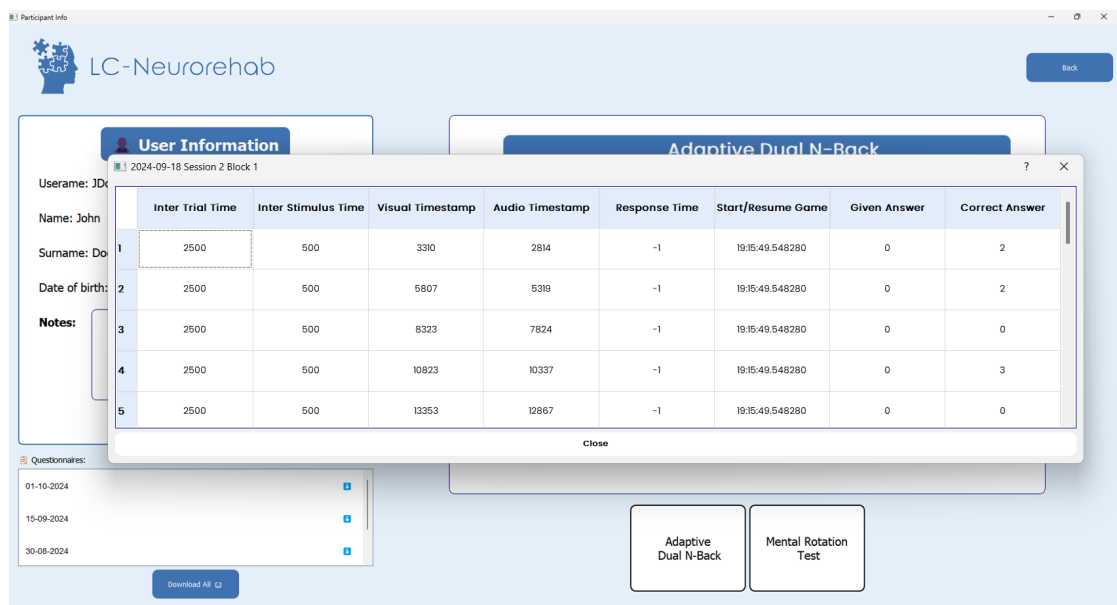 Participant Info
LC-Neurorehab
Back
User Information
Adaptive Dual N-Back
2024-09-18 Session 2 Block 1
?
Userame: JDo
Name: John
Surname: Do
Date of birth:
Notes:
Inter Trial Time Inter Stimulus Time Visual Timestamp Audio Timestamp Response Time Start/Resume Game Given Answer Correct Answer
1 2500 500 3310 2814 -1 19:15:49.548280 0 2
2 2500 500 5807 5319 -1 19:15:49.548280 0 2
3 2500 500 8323 7824 -1 19:15:49.548280 0 0
4 2500 500 10823 10337 -1 19:15:49.548280 0 3
5 2500 500 13353 12867 -1 19:15:49.548280 0 0
Close
Questionnaires:
01-10-2024
15-09-2024
30-08-2024
Download All
Adaptive
Dual N-Back
Mental Rotation
Test